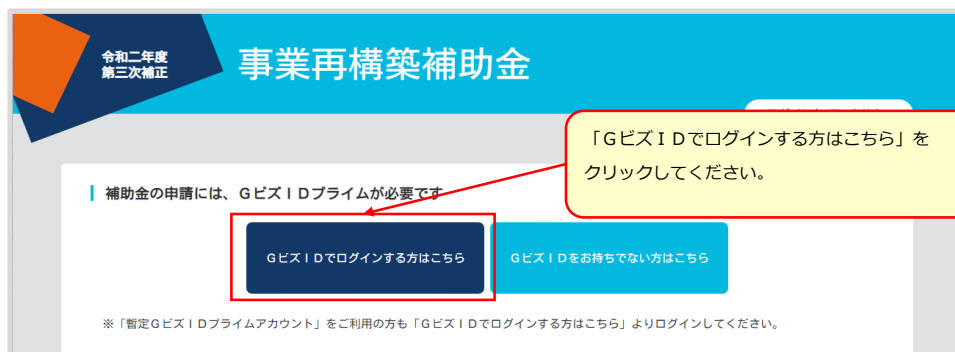 令和二年度
第三次補正
事業再構築補助金
「GビズIDでログインする方はこちら」を
クリックしてください。
補助金の申請には、GビズIDプライムが必要です
GビズIDでログインする方はこちら
GビズIDをお持ちでない方はこちら
※「暫定GビズIDプライムアカウント」をご利用の方も「GビズIDでログインする方はこちら」よりログインしてください。